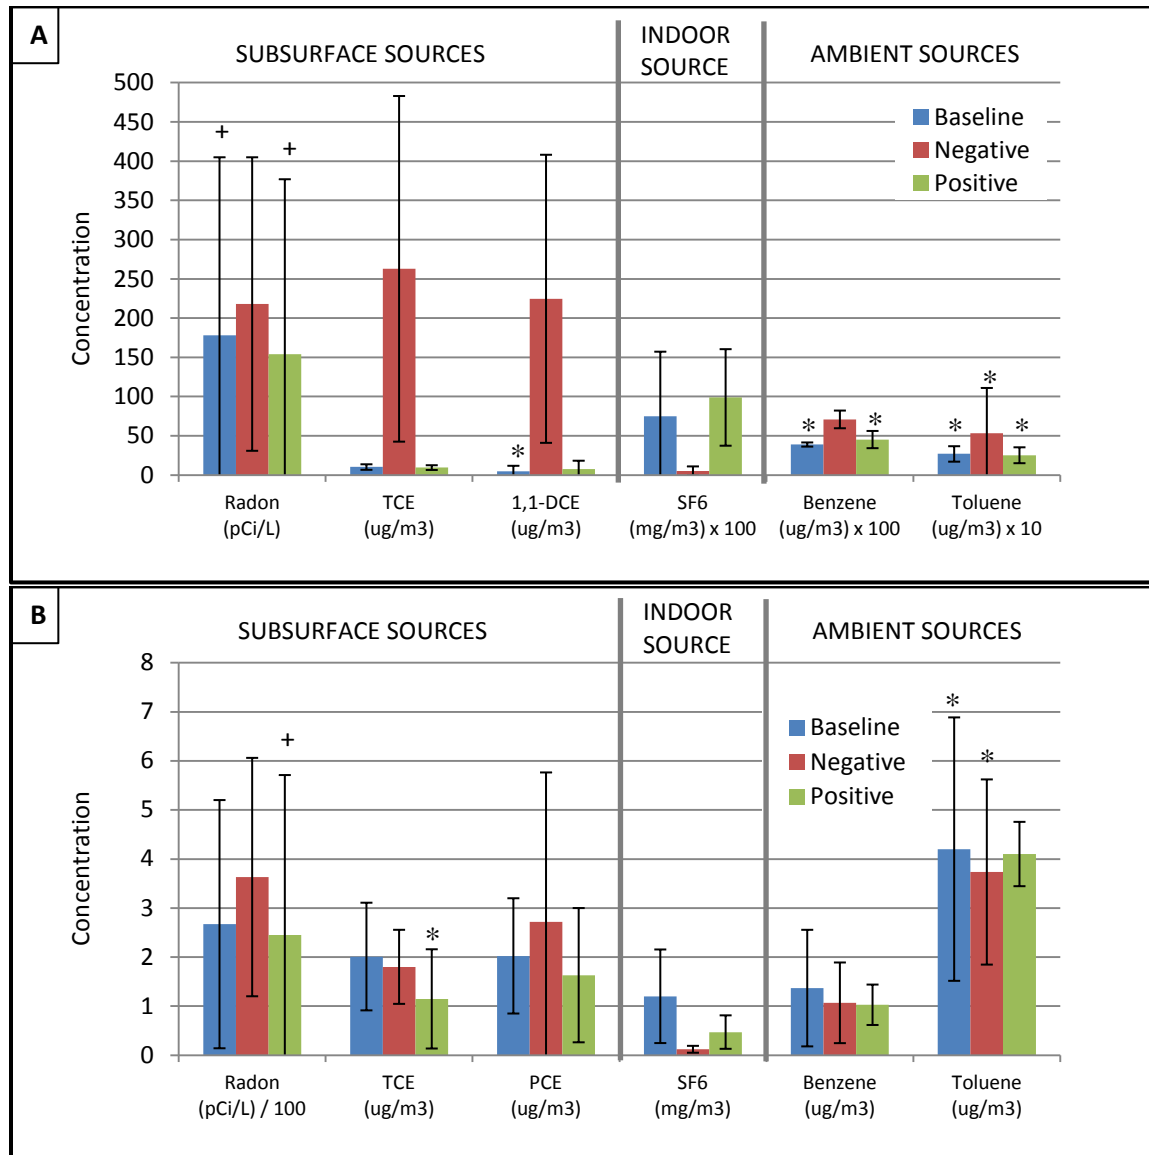 A
SUBSURFACE SOURCES
INDOOR
SOURCE
AMBIENT SOURCES
Concentration
500
450
400
350
300
250
200
150
100
50
0
+
+
*
*
*
*
*
*
Baseline
Negative
Positive
Radon
(pCi/L)
TCE
(ug/m3)
1,1-DCE
(ug/m3)
SF6
(mg/m3) x 100
Benzene
(ug/m3) x 100
Toluene
(ug/m3) x 10
B
SUBSURFACE SOURCES
INDOOR
SOURCE
AMBIENT SOURCES
Concentration
8
7
6
5
4
3
2
1
0
+
*
*
*
Baseline
Negative
Positive
Radon
(pCi/L) / 100
TCE
(ug/m3)
PCE
(ug/m3)
SF6
(mg/m3)
Benzene
(ug/m3)
Toluene
(ug/m3)